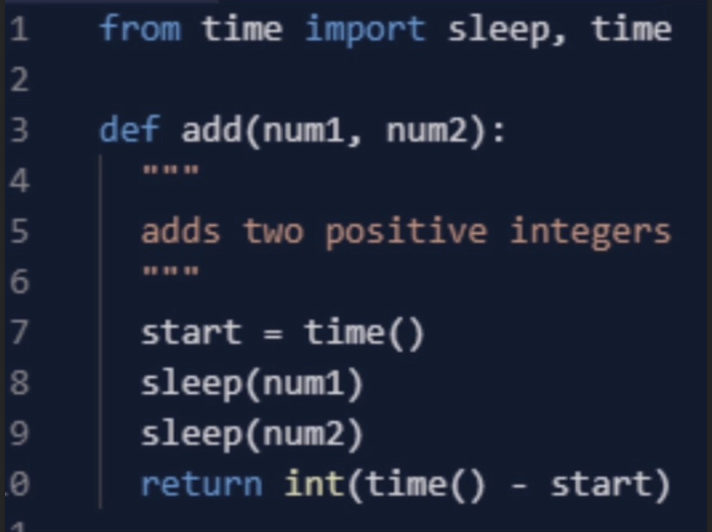 1 from time import sleep, time
2
3 def add(num1, num2):
4 """
5 adds two positive integers
6 """
7 start = time()
8 sleep(num1)
9 sleep(num2)
0 return int(time() - start)